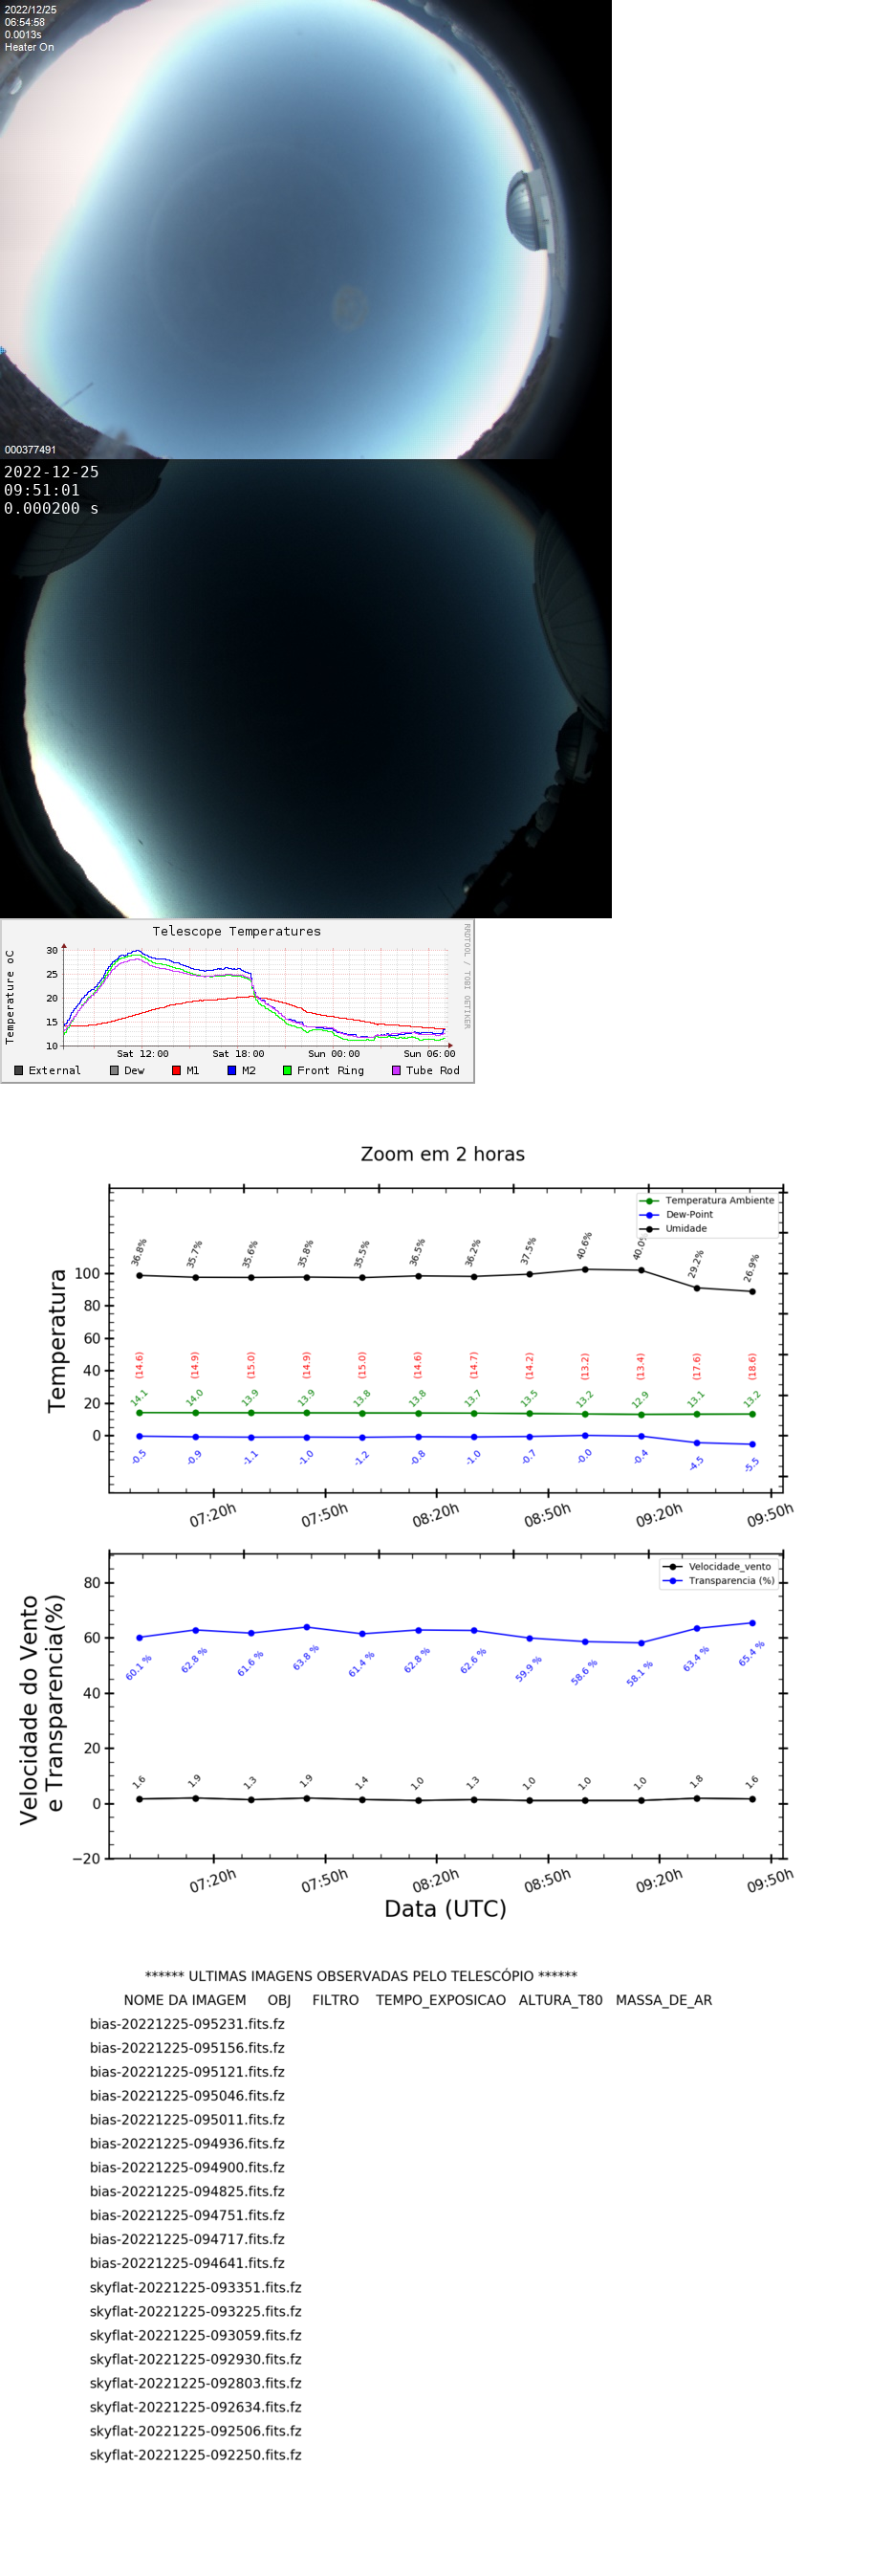 2022/12/25
06:54:58
0.0013s
Heater On
000377491
2022-12-25
09:51:01
0.000200 s
Telescope Temperatures
RRDTOOL / TOBI OETIKER
Temperature oC
30
25
20
15
10
Sat 12:00 Sat 18:00 Sun 00:00 Sun 06:00
External Dew M1 M2 Front Ring Tube Rod
Zoom em 2 horas
Temperatura Ambiente
Dew-Point
Umidade
36.8% 35.7% 35.6% 35.8% 35.5% 36.5% 36.2% 37.5% 40.6% 40.0% 29.2% 26.9%
Temperatura
100
80
60
40
20
0
(14.6) (14.9) (15.0) (14.9) (15.0) (14.6) (14.7) (14.2) (13.2) (13.4) (17.6) (18.6)
14.1 14.0 13.9 13.9 13.8 13.8 13.7 13.5 13.2 12.9 13.1 13.2
-0.5 -0.9 -1.1 -1.0 -1.2 -0.8 -1.0 -0.7 -0.0 -0.4 -4.5 -5.5
07:20h 07:50h 08:20h 08:50h 09:20h 09:50h
Velocidade_vento
Transparencia (%)
Velocidade do Vento
e Transparencia(%)
80
60
40
20
0
−20
60.1 % 62.8 % 61.6 % 63.8 % 61.4 % 62.8 % 62.6 % 59.9 % 58.6 % 58.1 % 63.4 % 65.4 %
1.6 1.9 1.3 1.9 1.4 1.0 1.3 1.0 1.0 1.0 1.8 1.6
07:20h 07:50h 08:20h 08:50h 09:20h 09:50h
Data (UTC)
****** ULTIMAS IMAGENS OBSERVADAS PELO TELESCÓPIO ******
NOME DA IMAGEM OBJ FILTRO TEMPO_EXPOSICAO ALTURA_T80 MASSA_DE_AR
bias-20221225-095231.fits.fz
bias-20221225-095156.fits.fz
bias-20221225-095121.fits.fz
bias-20221225-095046.fits.fz
bias-20221225-095011.fits.fz
bias-20221225-094936.fits.fz
bias-20221225-094900.fits.fz
bias-20221225-094825.fits.fz
bias-20221225-094751.fits.fz
bias-20221225-094717.fits.fz
bias-20221225-094641.fits.fz
skyflat-20221225-093351.fits.fz
skyflat-20221225-093225.fits.fz
skyflat-20221225-093059.fits.fz
skyflat-20221225-092930.fits.fz
skyflat-20221225-092803.fits.fz
skyflat-20221225-092634.fits.fz
skyflat-20221225-092506.fits.fz
skyflat-20221225-092250.fits.fz